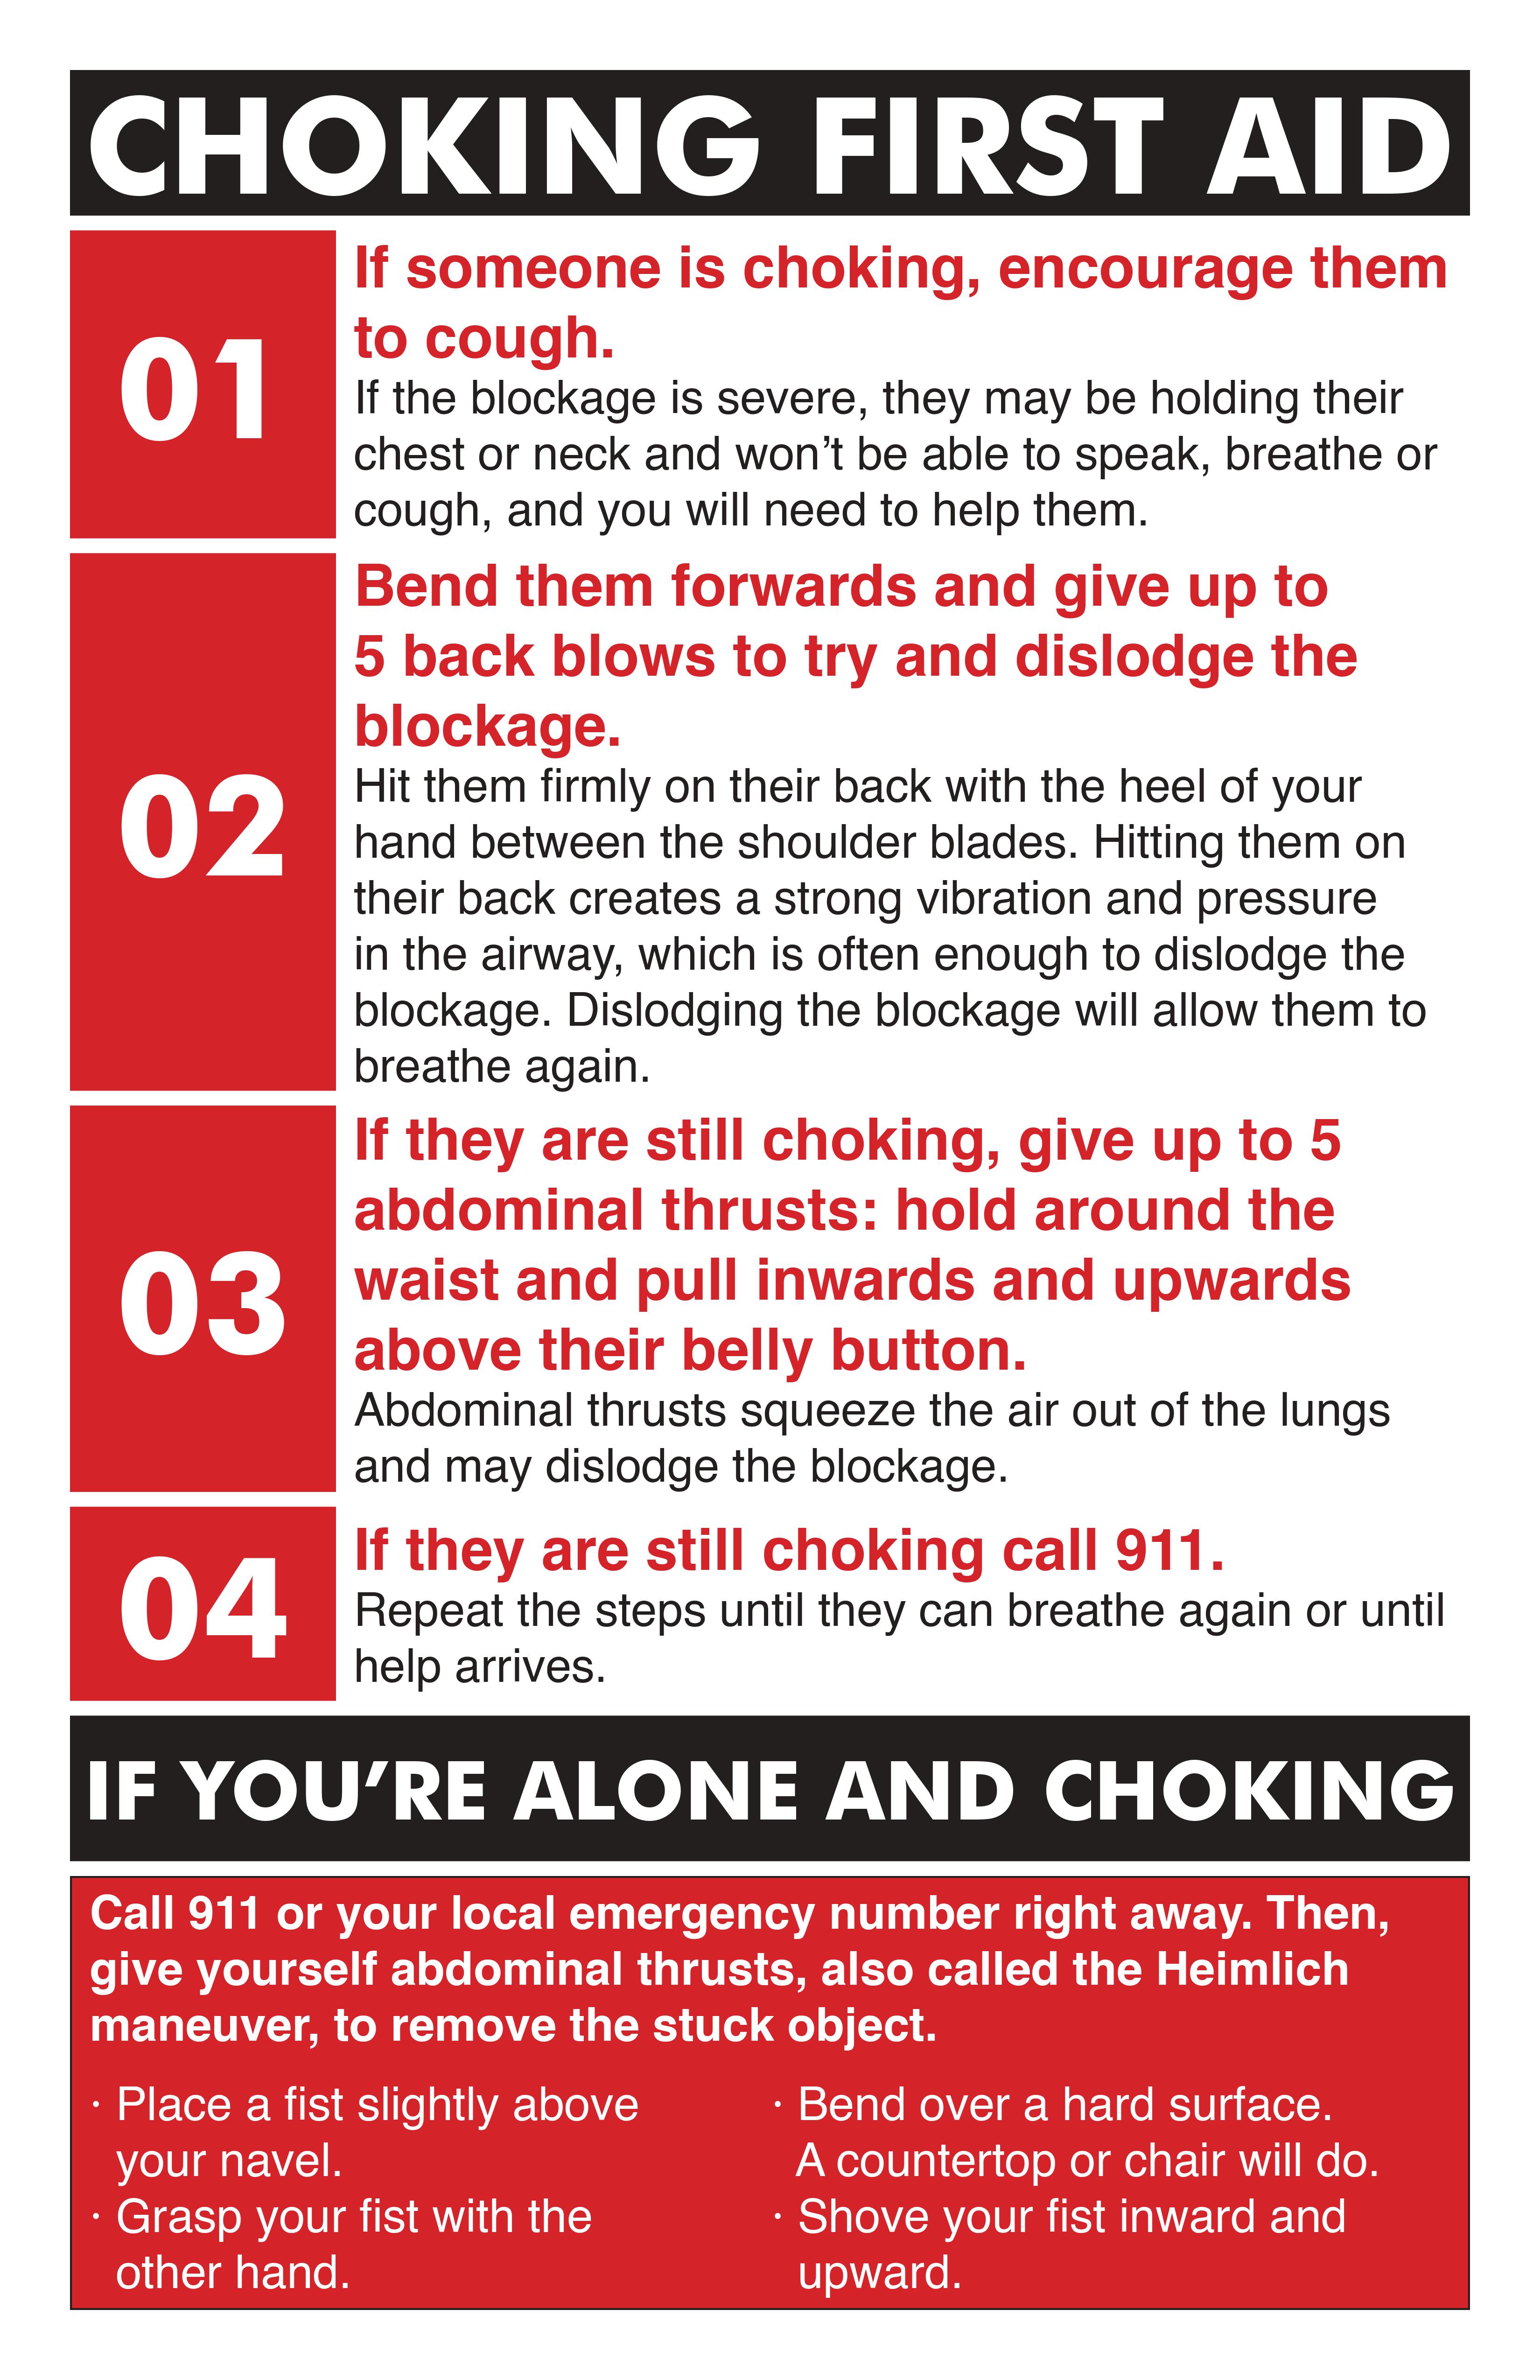 CHOKING FIRST AID
01
If someone is choking, encourage them
to cough.
If the blockage is severe, they may be holding their
chest or neck and won’t be able to speak, breathe or
cough, and you will need to help them.
02
Bend them forwards and give up to
5 back blows to try and dislodge the
blockage.
Hit them firmly on their back with the heel of your
hand between the shoulder blades. Hitting them on
their back creates a strong vibration and pressure
in the airway, which is often enough to dislodge the
blockage. Dislodging the blockage will allow them to
breathe again.
03
If they are still choking, give up to 5
abdominal thrusts: hold around the
waist and pull inwards and upwards
above their belly button.
Abdominal thrusts squeeze the air out of the lungs
and may dislodge the blockage.
04
If they are still choking call 911.
Repeat the steps until they can breathe again or until
help arrives.
IF YOU’RE ALONE AND CHOKING
Call 911 or your local emergency number right away. Then,
give yourself abdominal thrusts, also called the Heimlich
maneuver, to remove the stuck object.
· Place a fist slightly above
your navel.
· Grasp your fist with the
other hand.
· Bend over a hard surface.
A countertop or chair will do.
· Shove your fist inward and
upward.